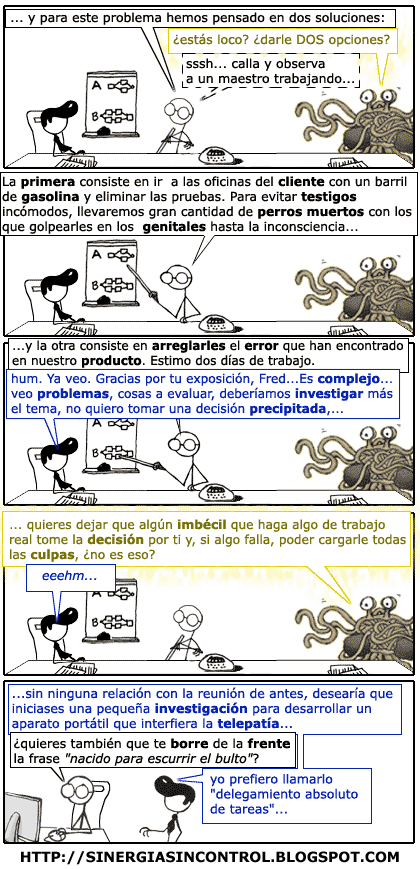 ... y para este problema hemos pensado en dos soluciones:
¿estás loco? ¿darle DOS opciones?
sssh... calla y observa
a un maestro trabajando...
A
B
La primera consiste en ir a las oficinas del cliente con un barril
de gasolina y eliminar las pruebas. Para evitar testigos
incómodos, llevaremos gran cantidad de perros muertos con los
que golpearles en los genitales hasta la inconsciencia...
A
B
...y la otra consiste en arreglarles el error que han encontrado
en nuestro producto. Estimo dos días de trabajo.
hum. Ya veo. Gracias por tu exposición, Fred...Es complejo...
veo problemas, cosas a evaluar, deberíamos investigar más
el tema, no quiero tomar una decisión precipitada,...
A
B
... quieres dejar que algún imbécil que haga algo de trabajo
real tome la decisión por ti y, si algo falla, poder cargarle todas
las culpas, ¿no es eso?
eeehm...
B
...sin ninguna relación con la reunión de antes, desearía que
iniciases una pequeña investigación para desarrollar un
aparato portátil que interfiera la telepatía...
¿quieres también que te borre de la frente
la frase "nacido para escurrir el bulto"?
yo prefiero llamarlo
"delegamiento absoluto
de tareas"...
HTTP://SINERGIASINCONTROL.BLOGSPOT.COM